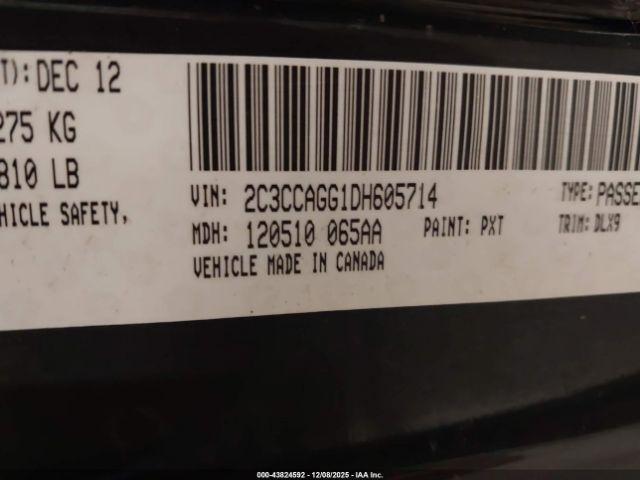 T): DEC 12
275 KG
810 LB
HICLE SAFETY,
VIN: 2C3CCAGG1DH605714
TYPE: PASSE
MDH: 120510 065AA
PAINT: PXT
TRIM: DLX9
VEHICLE MADE IN CANADA
000-43824592 - 12/08/2025 - IAA Inc.